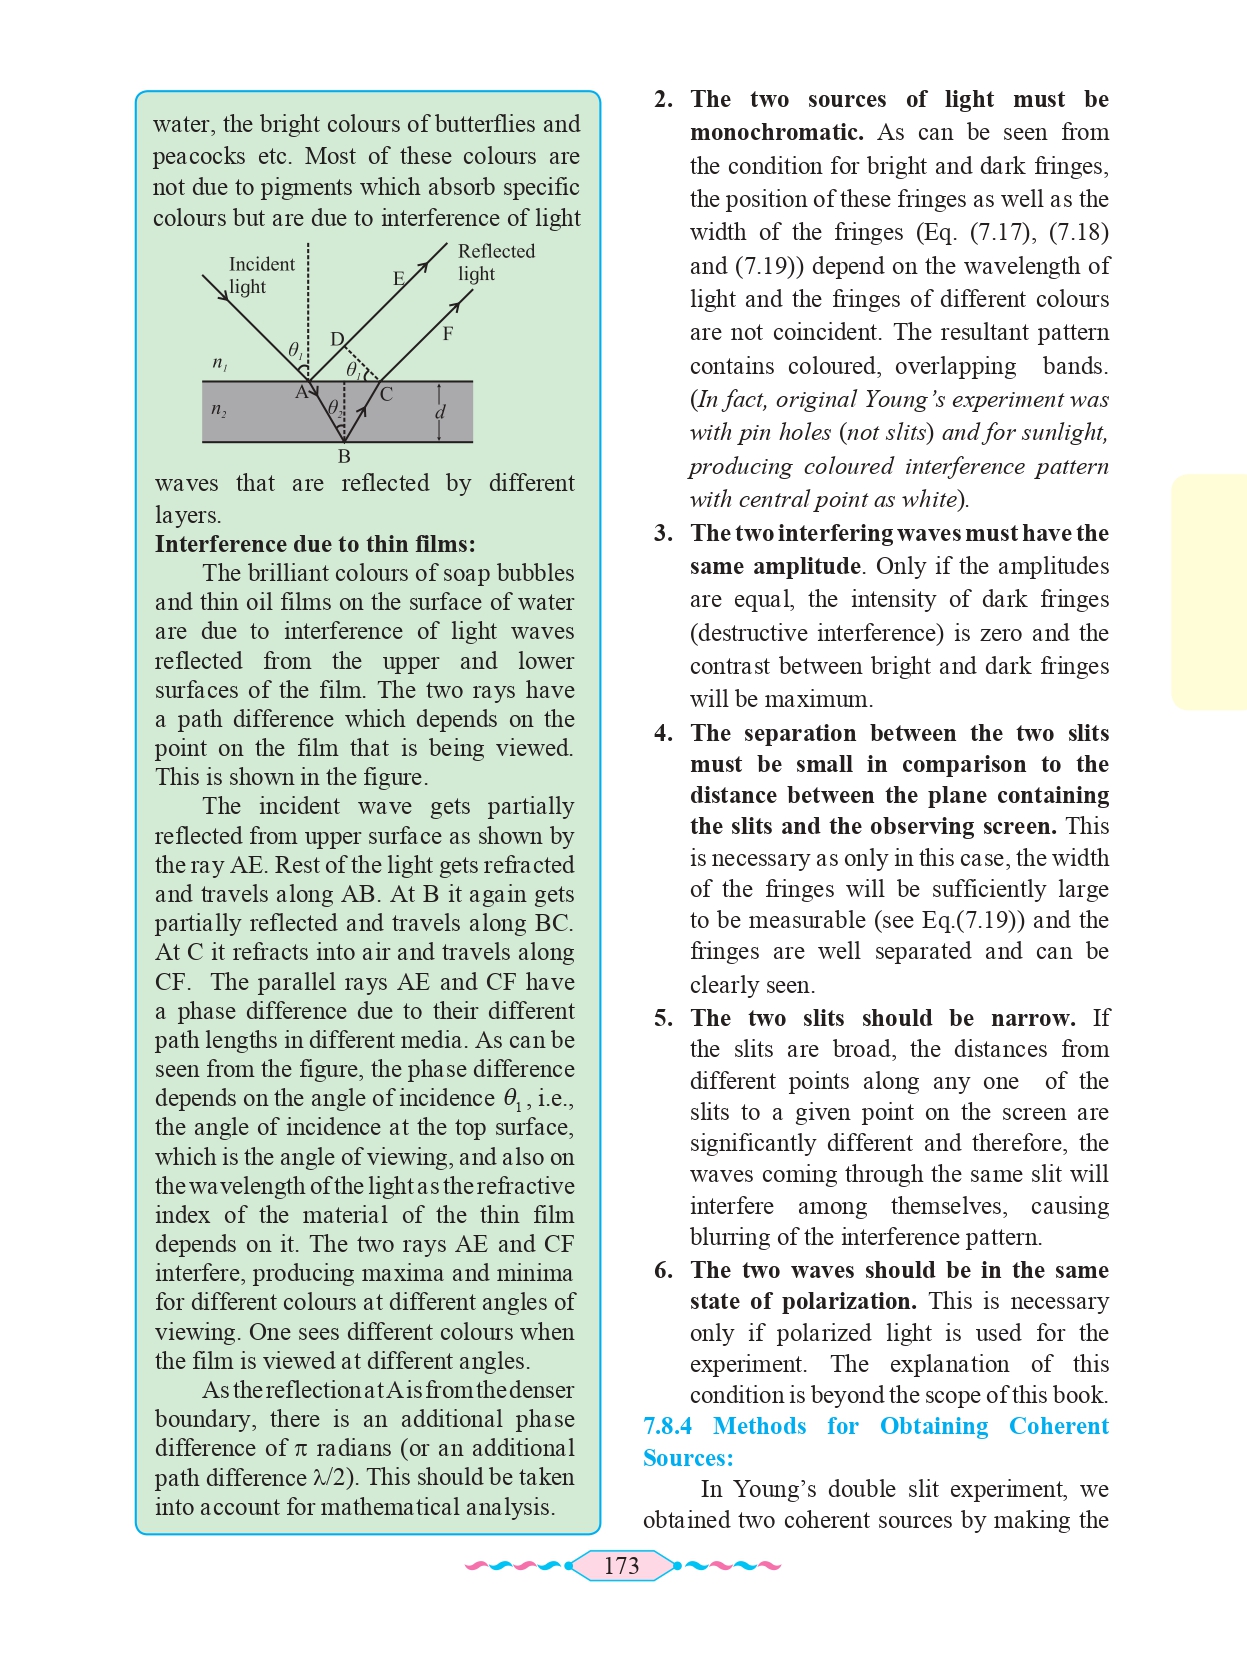 water, the bright colours of butterflies and
peacocks etc. Most of these colours are
not due to pigments which absorb specific
colours but are due to interference of light
Incident
light
Reflected
light
E
D
F
θ₁
θ₁
n₁
A
C
n₂
θ₂
d
B
waves that are reflected by different
layers.
Interference due to thin films:
The brilliant colours of soap bubbles
and thin oil films on the surface of water
are due to interference of light waves
reflected from the upper and lower
surfaces of the film. The two rays have
a path difference which depends on the
point on the film that is being viewed.
This is shown in the figure.
The incident wave gets partially
reflected from upper surface as shown by
the ray AE. Rest of the light gets refracted
and travels along AB. At B it again gets
partially reflected and travels along BC.
At C it refracts into air and travels along
CF. The parallel rays AE and CF have
a phase difference due to their different
path lengths in different media. As can be
seen from the figure, the phase difference
depends on the angle of incidence θ₁, i.e.,
the angle of incidence at the top surface,
which is the angle of viewing, and also on
the wavelength of the light as the refractive
index of the material of the thin film
depends on it. The two rays AE and CF
interfere, producing maxima and minima
for different colours at different angles of
viewing. One sees different colours when
the film is viewed at different angles.
As the reflection at A is from the denser
boundary, there is an additional phase
difference of π radians (or an additional
path difference λ/2). This should be taken
into account for mathematical analysis.
2. The two sources of light must be
monochromatic. As can be seen from
the condition for bright and dark fringes,
the position of these fringes as well as the
width of the fringes (Eq. (7.17), (7.18)
and (7.19)) depend on the wavelength of
light and the fringes of different colours
are not coincident. The resultant pattern
contains coloured, overlapping bands.
(In fact, original Young's experiment was
with pin holes (not slits) and for sunlight,
producing coloured interference pattern
with central point as white).
3. The two interfering waves must have the
same amplitude. Only if the amplitudes
are equal, the intensity of dark fringes
(destructive interference) is zero and the
contrast between bright and dark fringes
will be maximum.
4. The separation between the two slits
must be small in comparison to the
distance between the plane containing
the slits and the observing screen. This
is necessary as only in this case, the width
of the fringes will be sufficiently large
to be measurable (see Eq.(7.19)) and the
fringes are well separated and can be
clearly seen.
5. The two slits should be narrow. If
the slits are broad, the distances from
different points along any one of the
slits to a given point on the screen are
significantly different and therefore, the
waves coming through the same slit will
interfere among themselves, causing
blurring of the interference pattern.
6. The two waves should be in the same
state of polarization. This is necessary
only if polarized light is used for the
experiment. The explanation of this
condition is beyond the scope of this book.
7.8.4 Methods for Obtaining Coherent
Sources:
In Young's double slit experiment, we
obtained two coherent sources by making the
173